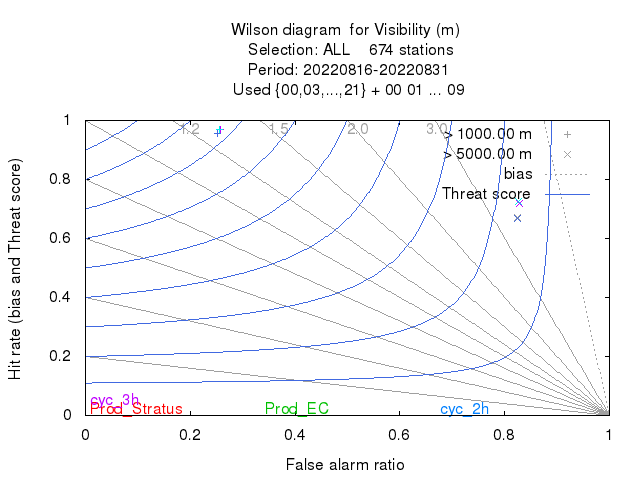 Wilson diagram for Visibility (m)
Selection: ALL 674 stations
Period: 20220816-20220831
Used {00,03,...,21} + 00 01 ... 09
1.2 1.5 2.0 3.0
> 1000.00 m
> 5000.00 m
bias
Threat score
Hit rate (bias and Threat score)
1
0.8
0.6
0.4
0.2
0
cyc_3h
Prod_Stratus Prod_EC cyc_2h
0 0.2 0.4 0.6 0.8 1
False alarm ratio